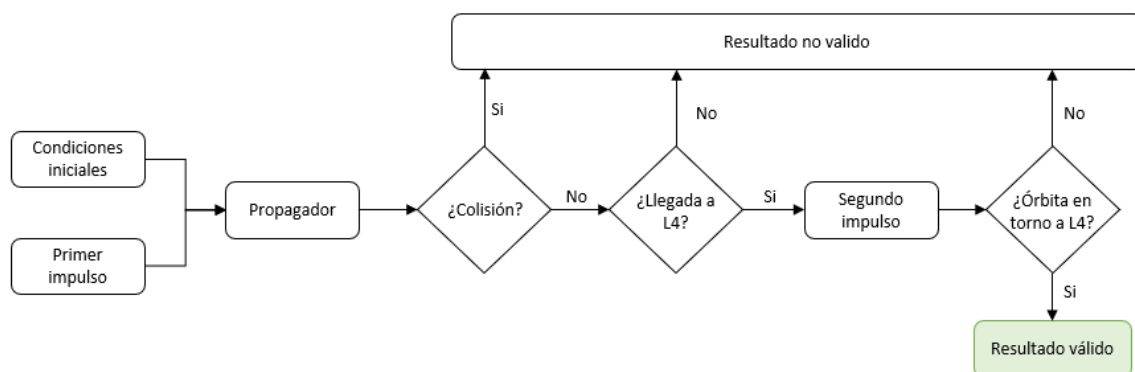 Resultado no valido
Si
No
No
Condiciones
iniciales
Propagador
¿Colisión?
No
¿Llegada a
L4?
Si
Segundo
impulso
¿Órbita en
torno a L4?
Primer
impulso
Si
Resultado válido